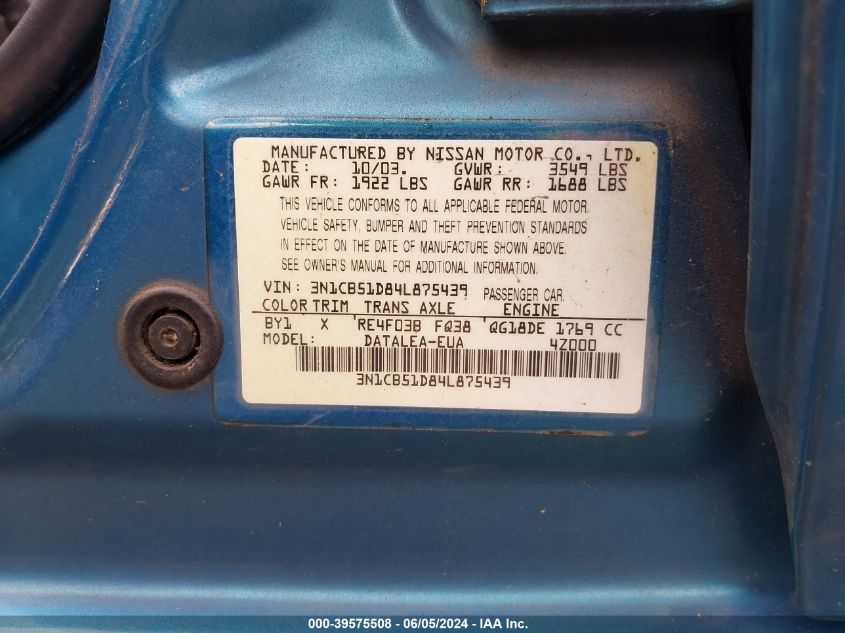 MANUFACTURED BY NISSAN MOTOR CO., LTD.
DATE: 10/03. GVWR: 3549 LBS
GAWR FR: 1922 LBS GAWR RR: 1688 LBS
THIS VEHICLE CONFORMS TO ALL APPLICABLE FEDERAL MOTOR
VEHICLE SAFETY, BUMPER AND THEFT PREVENTION STANDARDS
IN EFFECT ON THE DATE OF MANUFACTURE SHOWN ABOVE.
SEE OWNER'S MANUAL FOR ADDITIONAL INFORMATION.
VIN: 3N1CB51D84L875439 PASSENGER CAR
COLOR TRIM TRANS AXLE ENGINE
BY1 X RE4F03B FQ38 QG18DE 1769 CC
MODEL: DATALEA-EUA 4Z000
3N1CB51D84L875439
000-39575508 - 06/05/2024 - IAA Inc.